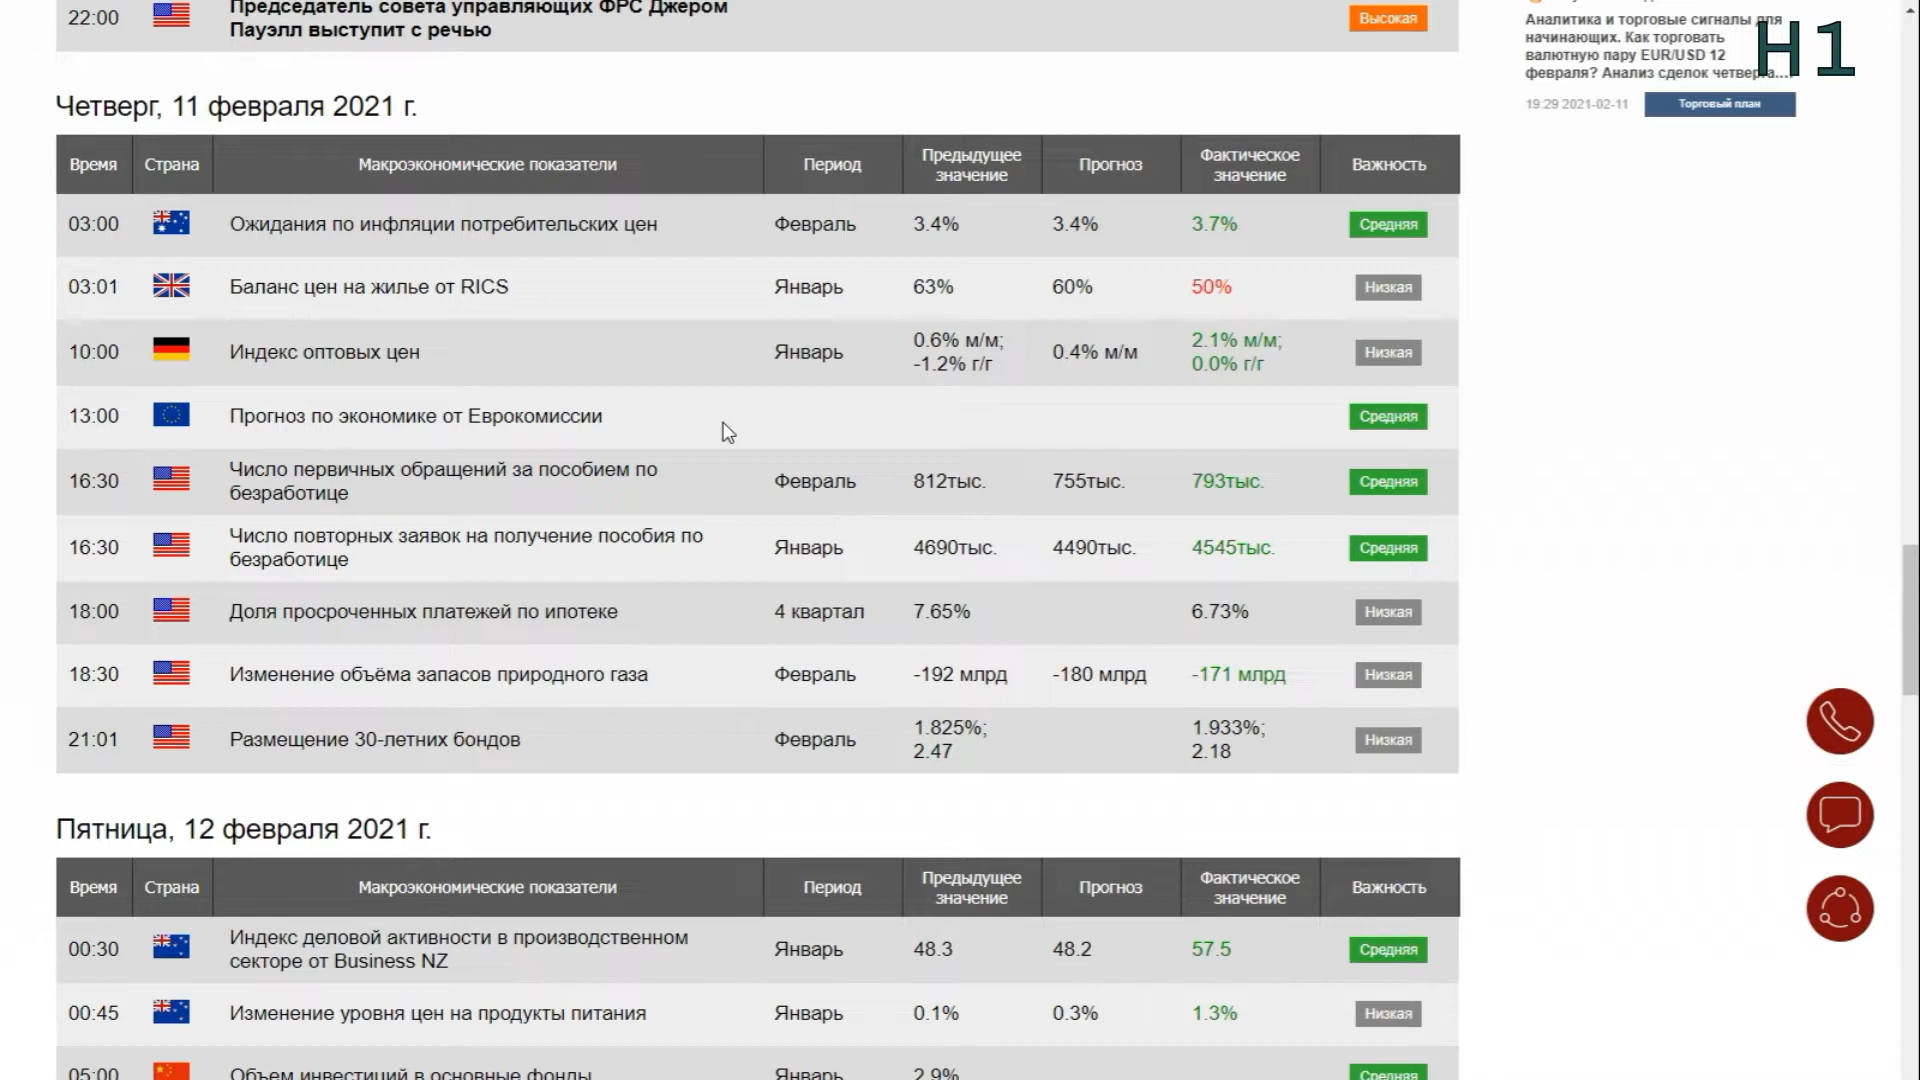 22:00 Председатель совета управляющих ФРС Джером Высокая
Пауэлл выступит с речью
Аналитика и торговые сигналы для
начинающих. Как торговать
валютную пару EUR/USD 12
февраля? Анализ сделок четверга....
19:29 2021-02-11 Торговый план
H1
Четверг, 11 февраля 2021 г.
Время Страна Макроэкономические показатели Период Предыдущее значение Прогноз Фактическое значение Важность
03:00 Ожидания по инфляции потребительских цен Февраль 3.4% 3.4% 3.7% Средняя
03:01 Баланс цен на жилье от RICS Январь 63% 60% 50% Низкая
10:00 Индекс оптовых цен Январь 0.6% м/м; -1.2% г/г 0.4% м/м 2.1% м/м; 0.0% г/г Низкая
13:00 Прогноз по экономике от Еврокомиссии Средняя
16:30 Число первичных обращений за пособием по безработице Февраль 812тыс. 755тыс. 793тыс. Средняя
16:30 Число повторных заявок на получение пособия по безработице Январь 4690тыс. 4490тыс. 4545тыс. Средняя
18:00 Доля просроченных платежей по ипотеке 4 квартал 7.65% 6.73% Низкая
18:30 Изменение объёма запасов природного газа Февраль -192 млрд -180 млрд -171 млрд Низкая
21:01 Размещение 30-летних бондов Февраль 1.825%; 2.47 1.933%; 2.18 Низкая
Пятница, 12 февраля 2021 г.
Время Страна Макроэкономические показатели Период Предыдущее значение Прогноз Фактическое значение Важность
00:30 Индекс деловой активности в производственном секторе от Business NZ Январь 48.3 48.2 57.5 Средняя
00:45 Изменение уровня цен на продукты питания Январь 0.1% 0.3% 1.3% Низкая
05:00 Объем инвестиций в основные фонды Январь 2.9% Средняя